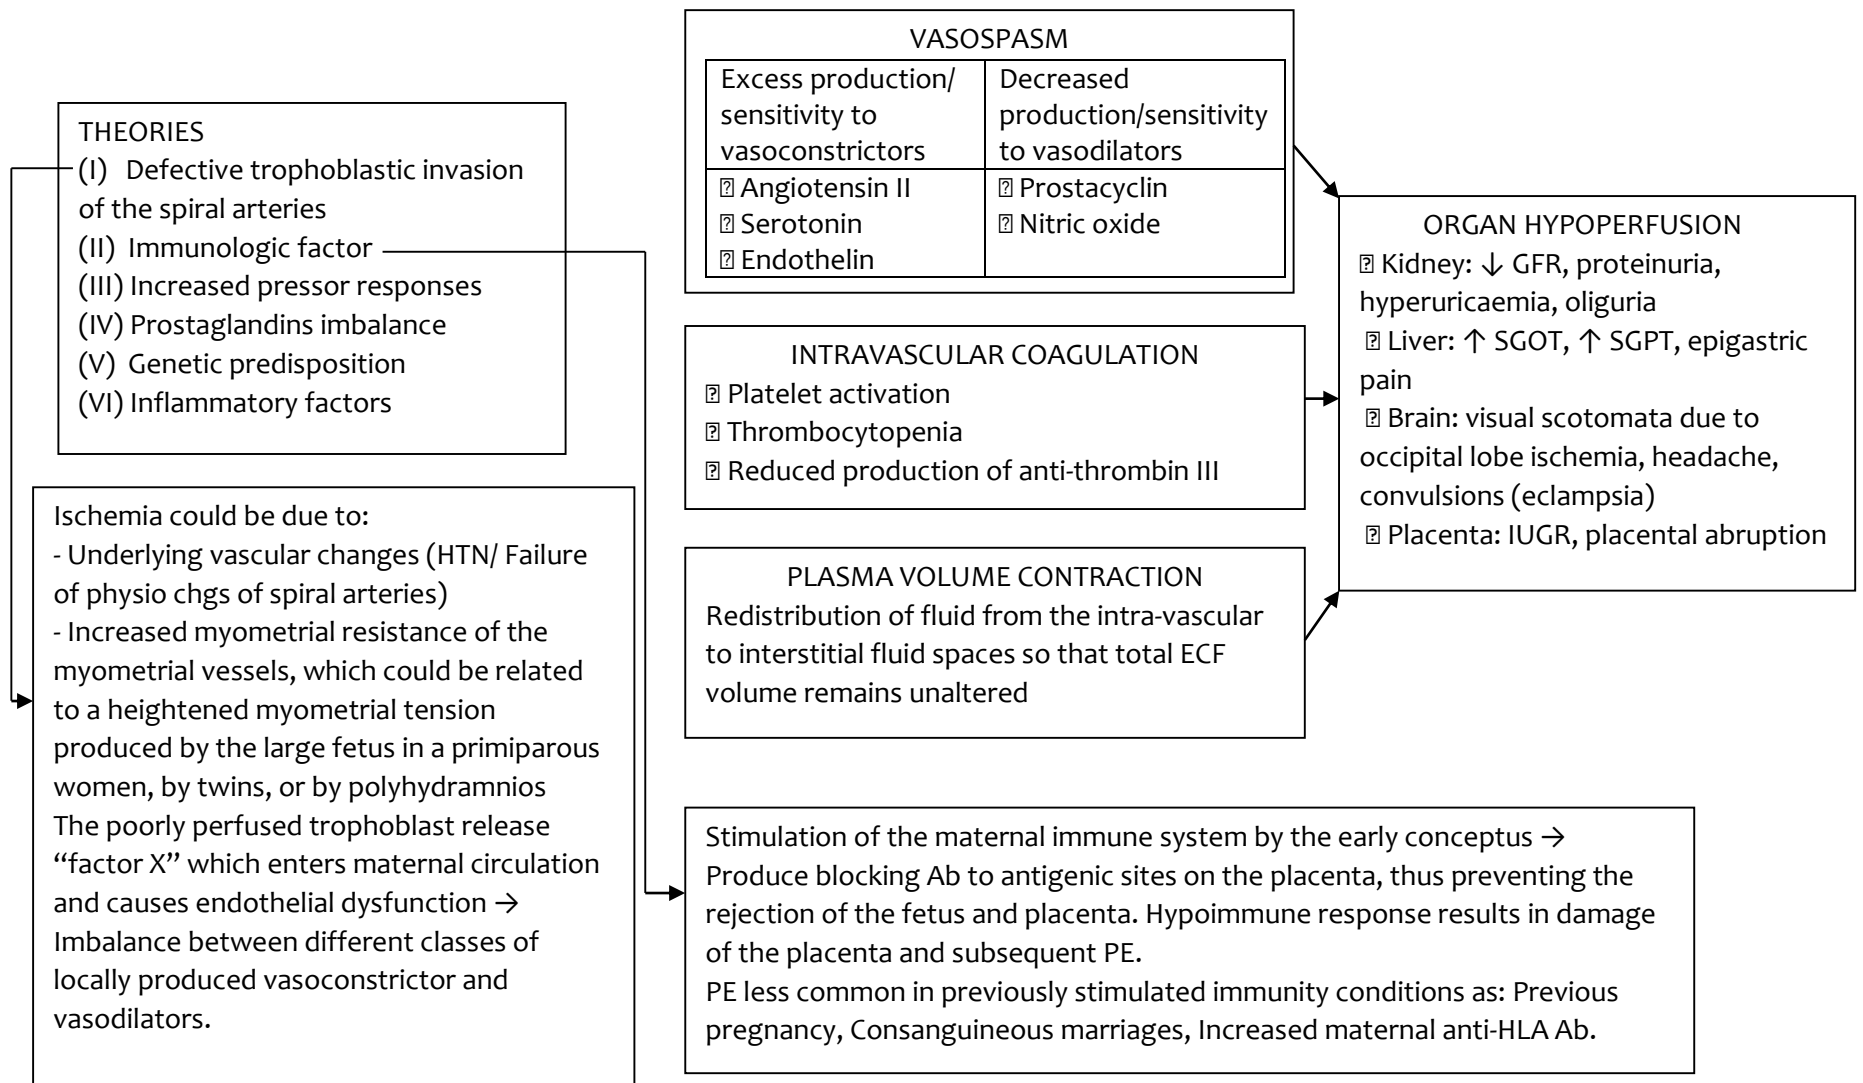 THEORIES
(I) Defective trophoblastic invasion
of the spiral arteries
(II) Immunologic factor
(III) Increased pressor responses
(IV) Prostaglandins imbalance
(V) Genetic predisposition
(VI) Inflammatory factors
Ischemia could be due to:
- Underlying vascular changes (HTN/ Failure
of physio chgs of spiral arteries)
- Increased myometrial resistance of the
myometrial vessels, which could be related
to a heightened myometrial tension
produced by the large fetus in a primiparous
women, by twins, or by polyhydramnios
The poorly perfused trophoblast release
“factor X” which enters maternal circulation
and causes endothelial dysfunction →
Imbalance between different classes of
locally produced vasoconstrictor and
vasodilators.
VASOSPASM
Excess production/
sensitivity to
vasoconstrictors
Decreased
production/sensitivity
to vasodilators
⍰ Angiotensin II
⍰ Serotonin
⍰ Endothelin
⍰ Prostacyclin
⍰ Nitric oxide
INTRAVASCULAR COAGULATION
⍰ Platelet activation
⍰ Thrombocytopenia
⍰ Reduced production of anti-thrombin III
PLASMA VOLUME CONTRACTION
Redistribution of fluid from the intra-vascular
to interstitial fluid spaces so that total ECF
volume remains unaltered
ORGAN HYPOPERFUSION
⍰ Kidney: ↓ GFR, proteinuria,
hyperuricaemia, oliguria
⍰ Liver: ↑ SGOT, ↑ SGPT, epigastric
pain
⍰ Brain: visual scotomata due to
occipital lobe ischemia, headache,
convulsions (eclampsia)
⍰ Placenta: IUGR, placental abruption
Stimulation of the maternal immune system by the early conceptus →
Produce blocking Ab to antigenic sites on the placenta, thus preventing the
rejection of the fetus and placenta. Hypoimmune response results in damage
of the placenta and subsequent PE.
PE less common in previously stimulated immunity conditions as: Previous
pregnancy, Consanguineous marriages, Increased maternal anti-HLA Ab.